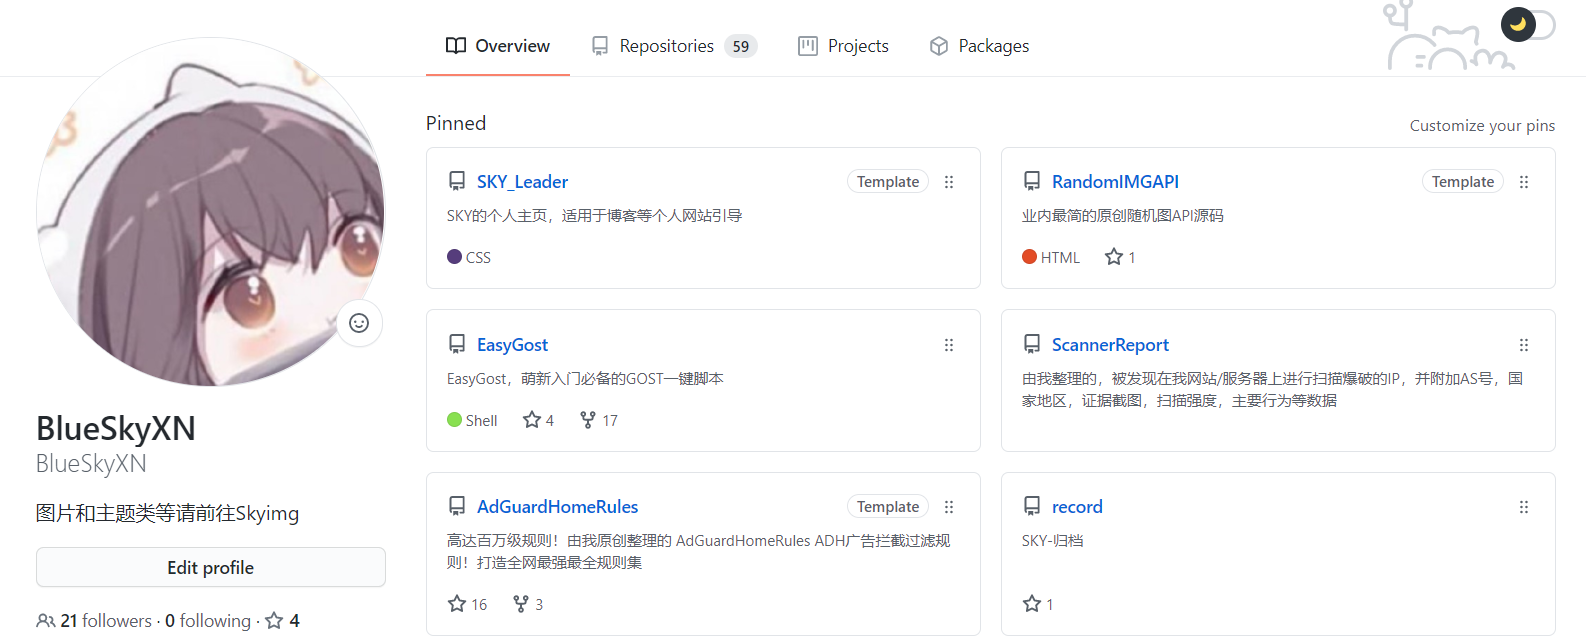 Overview
Repositories 59
Projects
Packages
Pinned
Customize your pins
SKY_Leader
Template
SKY的个人主页，适用于博客等个人网站引导
CSS
RandomIMGAPI
Template
业内最简的原创随机图API源码
HTML
1
EasyGost
EasyGost，萌新入门必备的GOST一键脚本
Shell
4
17
ScannerReport
由我整理的，被发现在我网站/服务器上进行扫描爆破的IP，并附加AS号，国
家地区，证据截图，扫描强度，主要行为等数据
AdGuardHomeRules
Template
高达百万级规则！由我原创整理的 AdGuardHomeRules ADH广告拦截过滤规
则！打造全网最强最全规则集
16
3
record
SKY-归档
1
BlueSkyXN
BlueSkyXN
图片和主题类等请前往Skyimg
Edit profile
21 followers · 0 following · 4